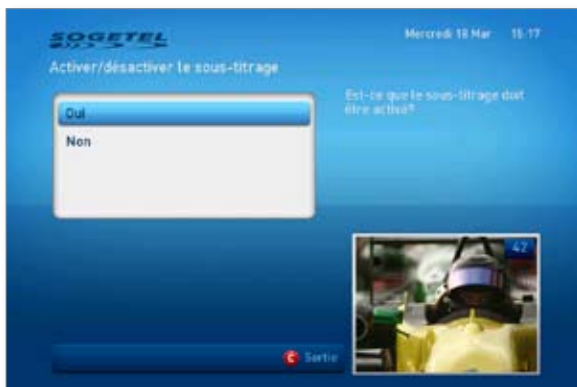 SOGETEL
Mercredi 18 Mar 15:17
Activer/désactiver le sous-titrage
Est-ce que le sous-titrage doit
être activé?
Oui
Non
42
C Sortie